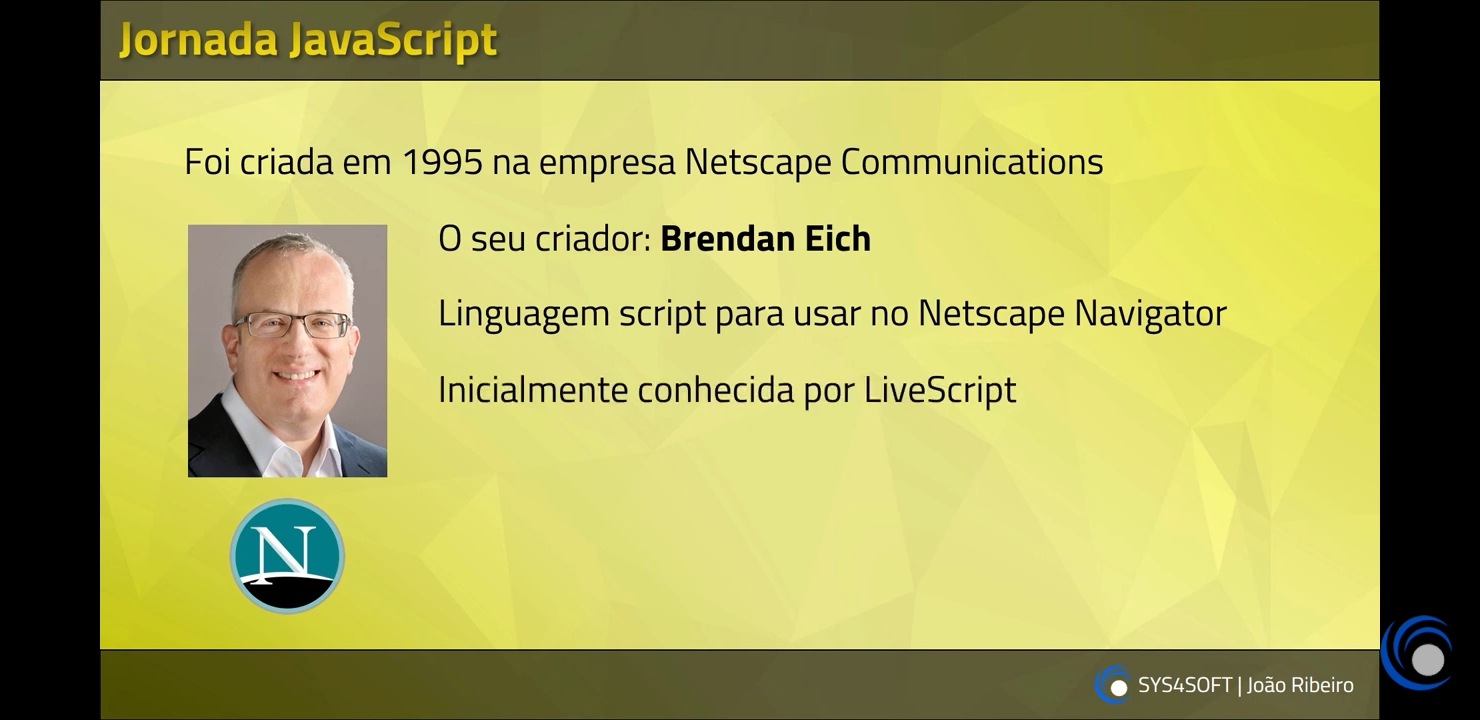 Jornada JavaScript
Foi criada em 1995 na empresa Netscape Communications
O seu criador: Brendan Eich
Linguagem script para usar no Netscape Navigator
Inicialmente conhecida por LiveScript
N
SYS4SOFT | João Ribeiro